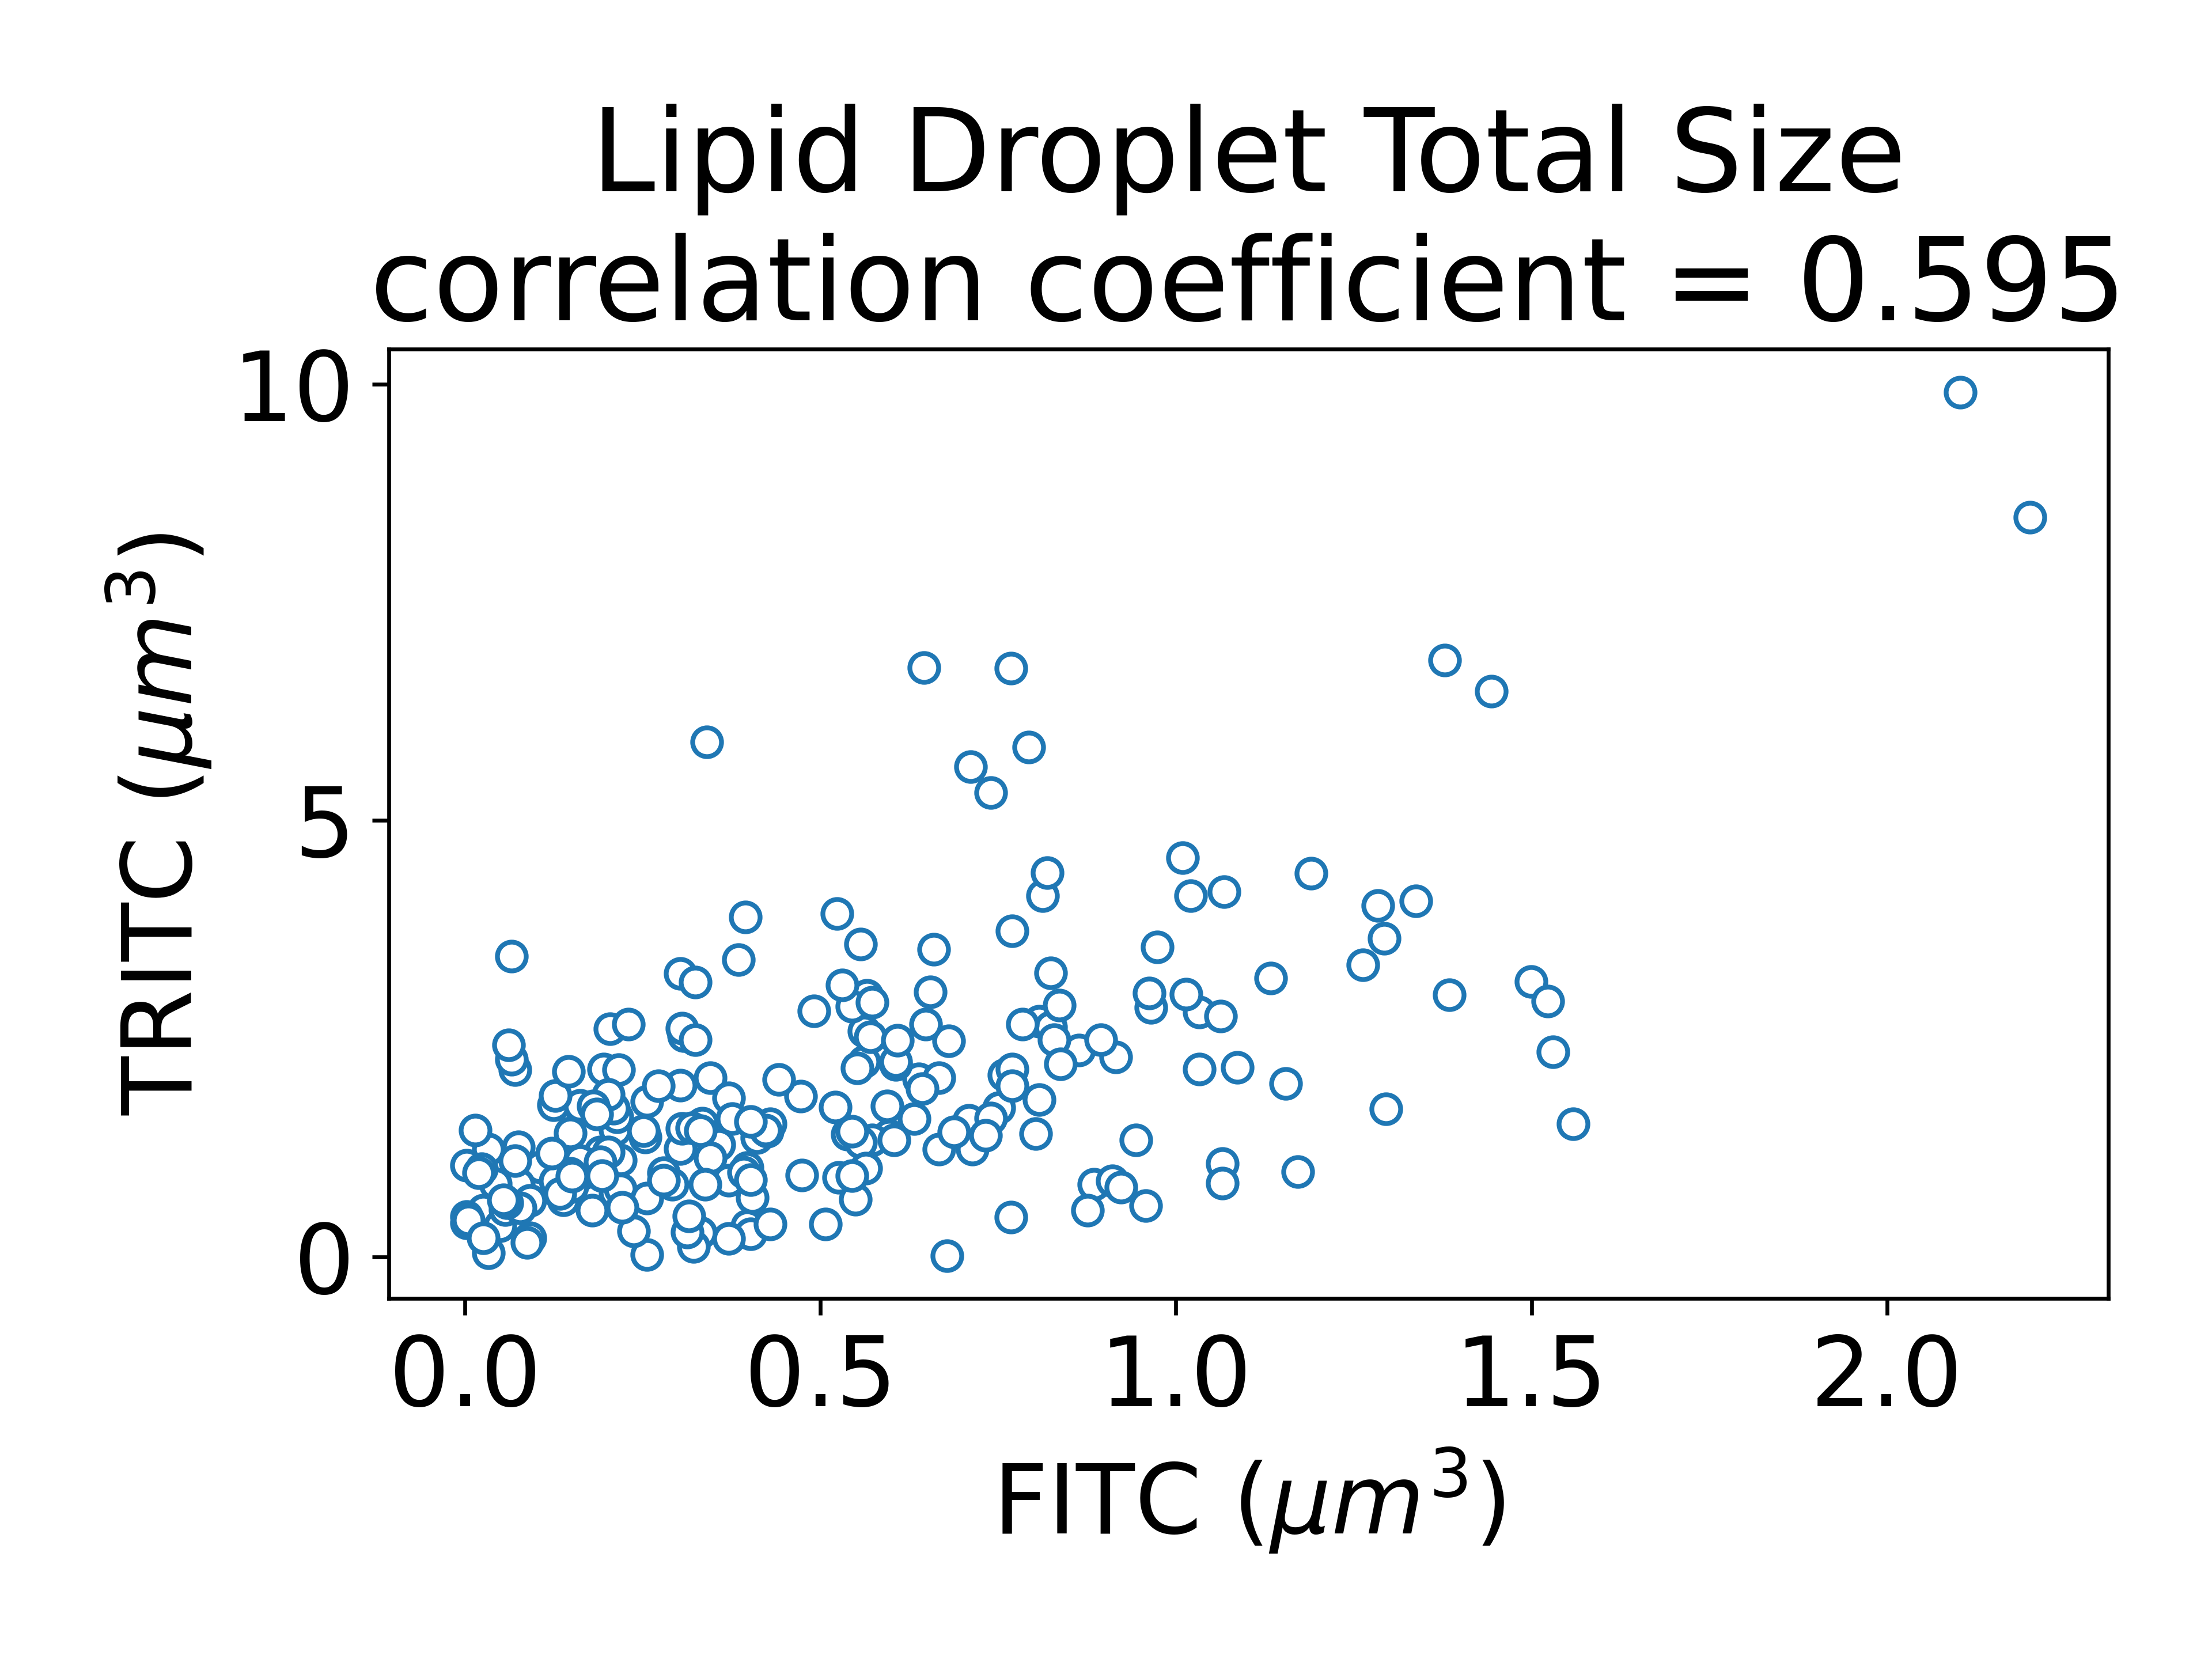 Lipid Droplet Total Size
correlation coefficient = 0.595
10
5
0
TRITC (μm³)
0.0 0.5 1.0 1.5 2.0
FITC (μm³)